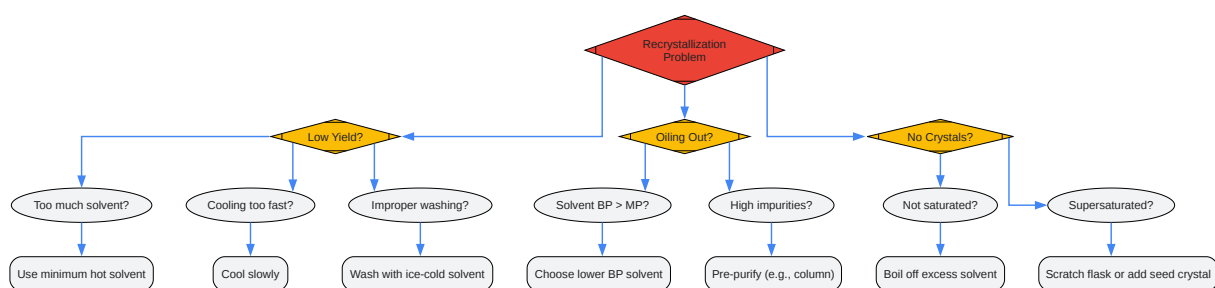 Recrystallization
Problem
Low Yield?
Oiling Out?
No Crystals?
Too much solvent?
Cooling too fast?
Improper washing?
Solvent BP > MP?
High impurities?
Not saturated?
Supersaturated?
Use minimum hot solvent
Cool slowly
Wash with ice-cold solvent
Choose lower BP solvent
Pre-purify (e.g., column)
Boil off excess solvent
Scratch flask or add seed crystal